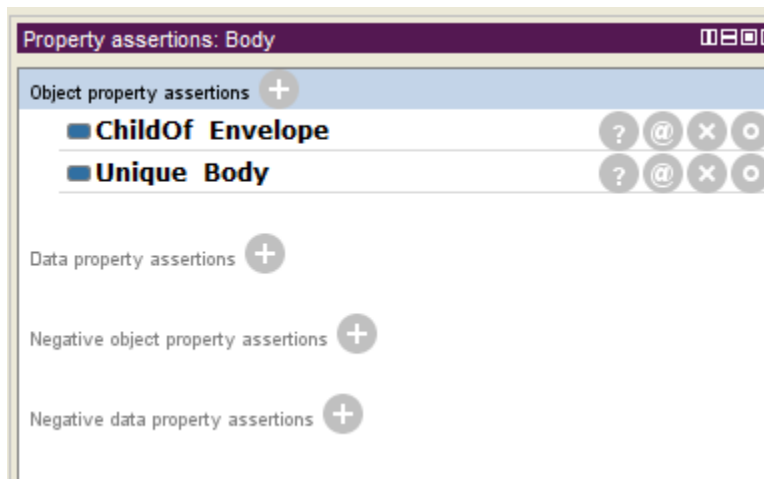 Property assertions: Body
Object property assertions +
ChildOf Envelope ? @ x o
Unique Body ? @ x o
Data property assertions +
Negative object property assertions +
Negative data property assertions +